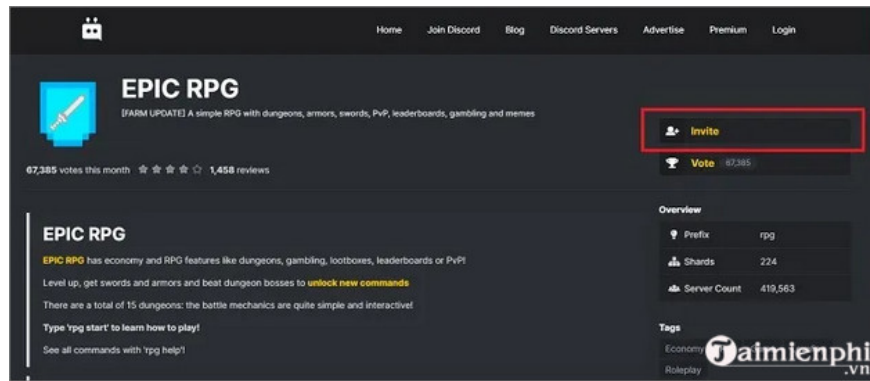 Home Join Discord Blog Discord Servers Advertise Premium Login
EPIC RPG
[FARM UPDATE] A simple RPG with dungeons, armors, swords, PvP, leaderboards, gambling and memes
67,385 votes this month 1,458 reviews
Invite
Vote 67,385
EPIC RPG
EPIC RPG has economy and RPG features like dungeons, gambling, lootboxes, leaderboards or PvP!
Level up, get swords and armors and beat dungeon bosses to unlock new commands
There are a total of 15 dungeons: the battle mechanics are quite simple and interactive!
Type 'rpg start' to learn how to play!
See all commands with 'rpg help'!
Overview
Prefix rpg
Shards 224
Server Count 419,563
Tags
Economy
Roleplay
Taimienphi
.vn